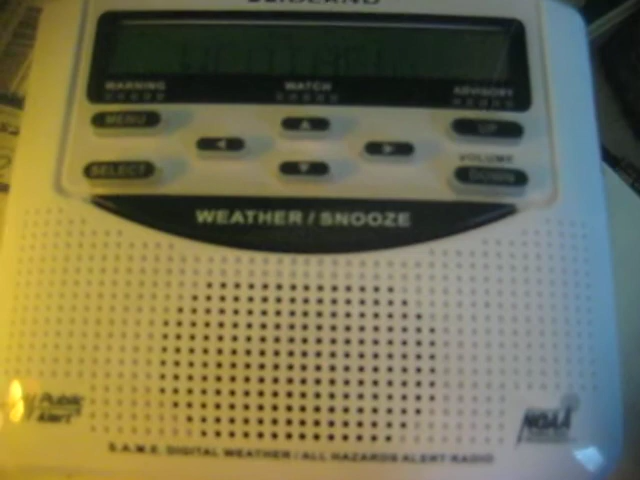 MIDLAND
WARNING WATCH ADVISORY
MENU
UP
VOLUME
SELECT
DOWN
WEATHER / SNOOZE
Public
Alert
NOAA
S.A.M.E. DIGITAL WEATHER / ALL HAZARDS ALERT RADIO